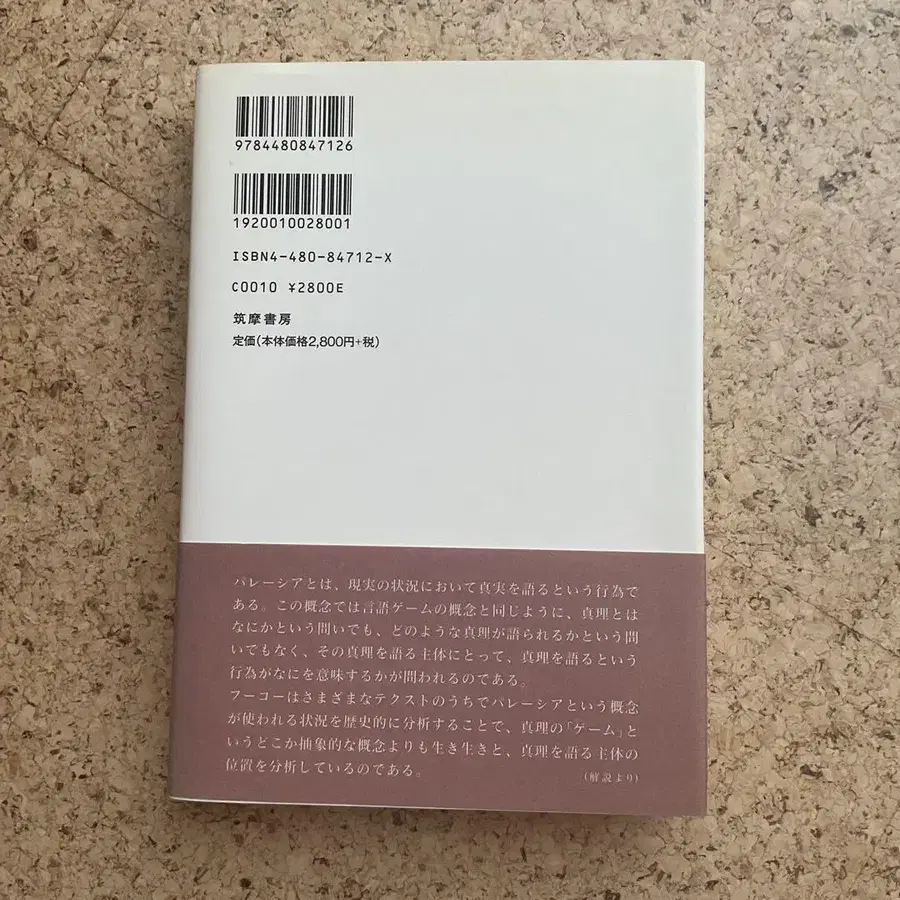 9784480847126
1920010028001
ISBN4-480-84712-X
C0010 ¥2800E
筑摩書房
定価(本体価格2,800円+税)
パレーシアとは、現実の状況において真実を語るという行為で
ある。この概念では言語ゲームの概念と同じように、真理とは
なにかという問いでも、どのような真理が語られるかという問
いでもなく、その真理を語る主体にとって、真理を語るという
行為がなにを意味するかが問われるのである。
フーコーはさまざまなテクストのうちでパレーシアという概念
が使われる状況を歴史的に分析することで、真理の「ゲーム」と
いうどこか抽象的な概念よりも生き生きと、真理を語る主体の
位置を分析しているのである。
(解説より)